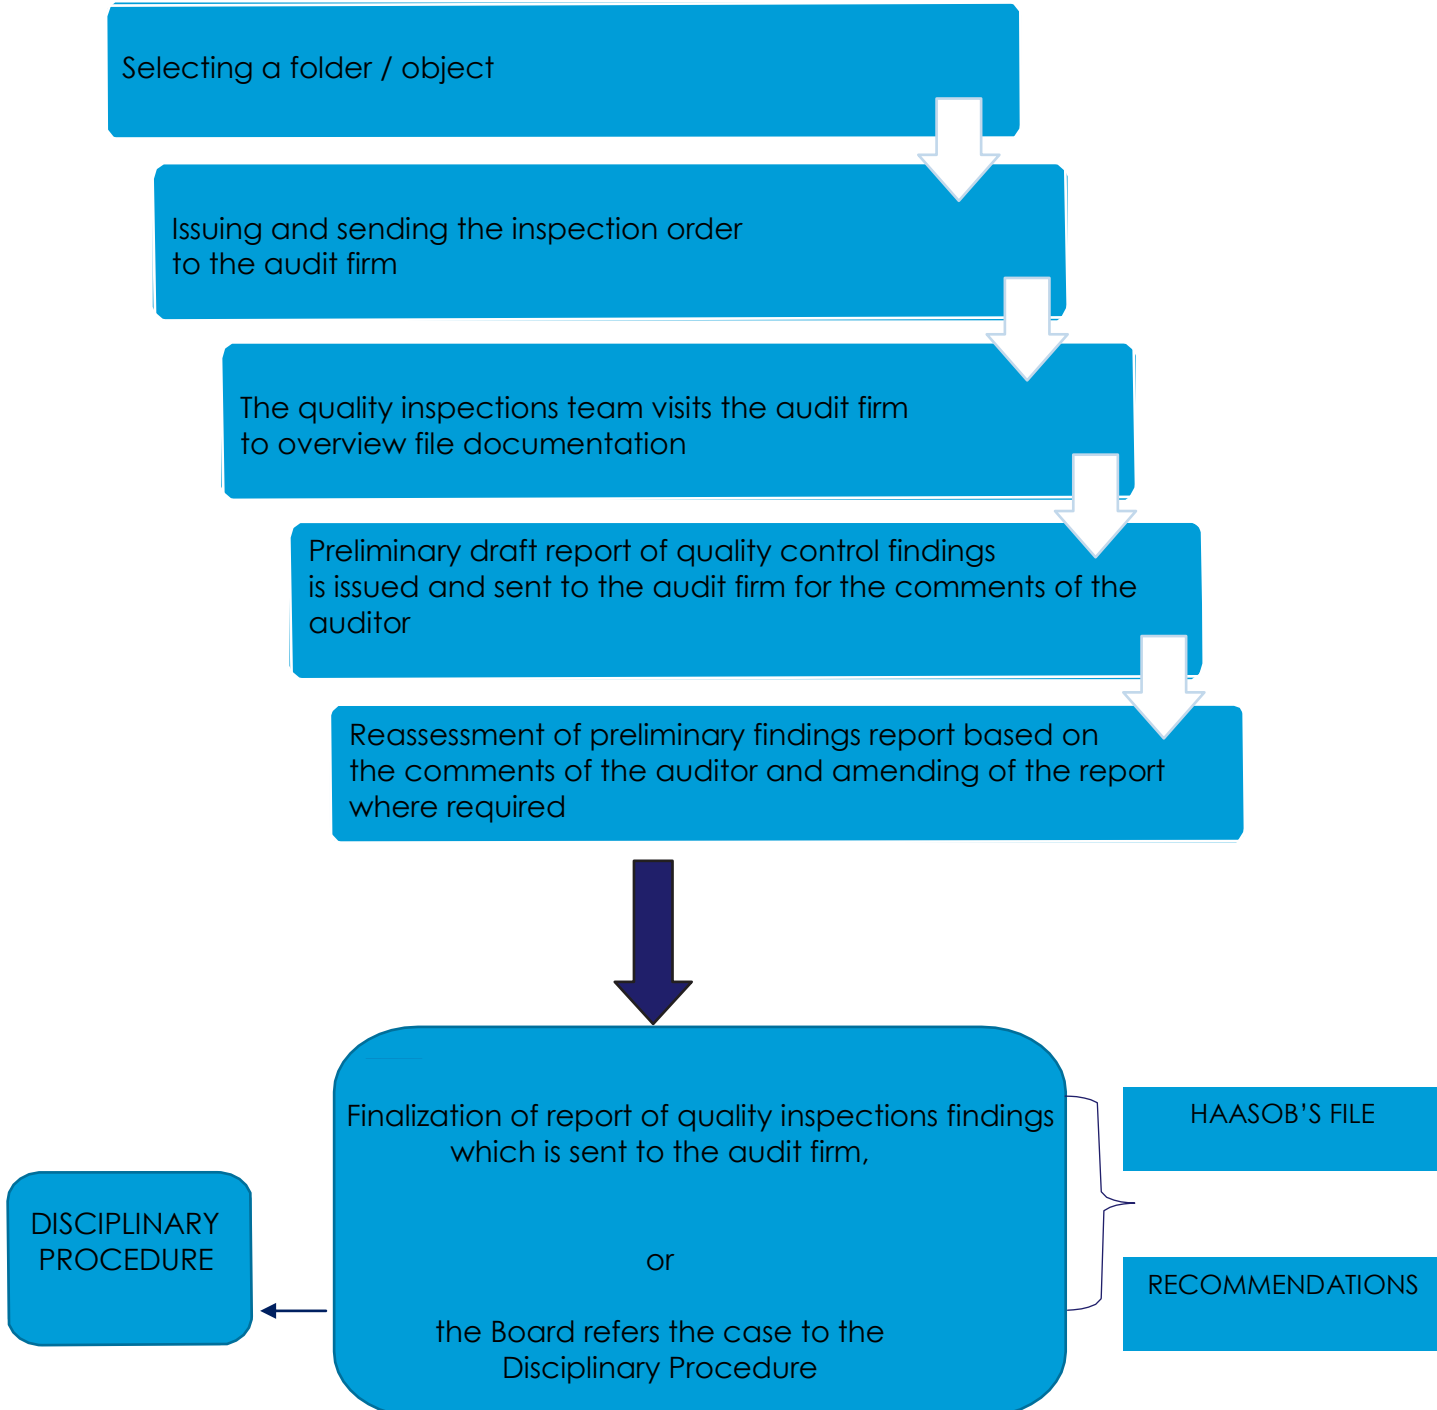 Selecting a folder / object
Issuing and sending the inspection order
to the audit firm
The quality inspections team visits the audit firm
to overview file documentation
Preliminary draft report of quality control findings
is issued and sent to the audit firm for the comments of the
auditor
Reassessment of preliminary findings report based on
the comments of the auditor and amending of the report
where required
Finalization of report of quality inspections findings
which is sent to the audit firm,
or
the Board refers the case to the
Disciplinary Procedure
DISCIPLINARY
PROCEDURE
HAASOB’S FILE
RECOMMENDATIONS